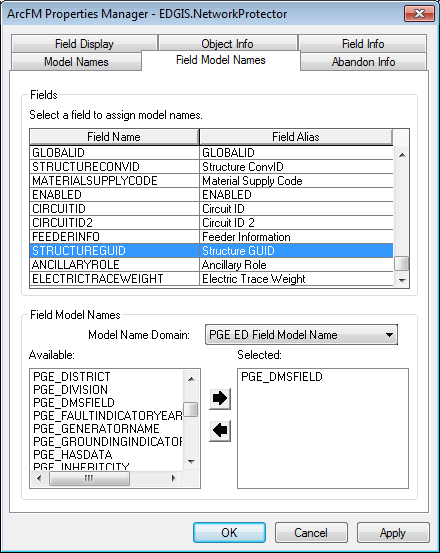 ArcFM Properties Manager - EDGIS.NetworkProtector
Field Display Object Info Field Info
Model Names Field Model Names Abandon Info
Fields
Select a field to assign model names.
Field Name Field Alias
GLOBALID GLOBALID
STRUCTURECONVID Structure ConvID
MATERIALSUPPLYCODE Material Supply Code
ENABLED ENABLED
CIRCUITID Circuit ID
CIRCUITID2 Circuit ID 2
FEEDERINFO Feeder Information
STRUCTUREGUID Structure GUID
ANCILLARYROLE Ancillary Role
ELECTRICTRACEWEIGHT Electric Trace Weight
Field Model Names
Model Name Domain: PGE ED Field Model Name
Available: Selected:
PGE_DISTRICT PGE_DMSFIELD
PGE_DIVISION
PGE_DMSFIELD
PGE_FAULTINDICATORYEAR
PGE_GENERATORNAME
PGE_GROUNDINGINDICATOR
PGE_HASDATA
PGE_INHERITCITY
OK Cancel Apply